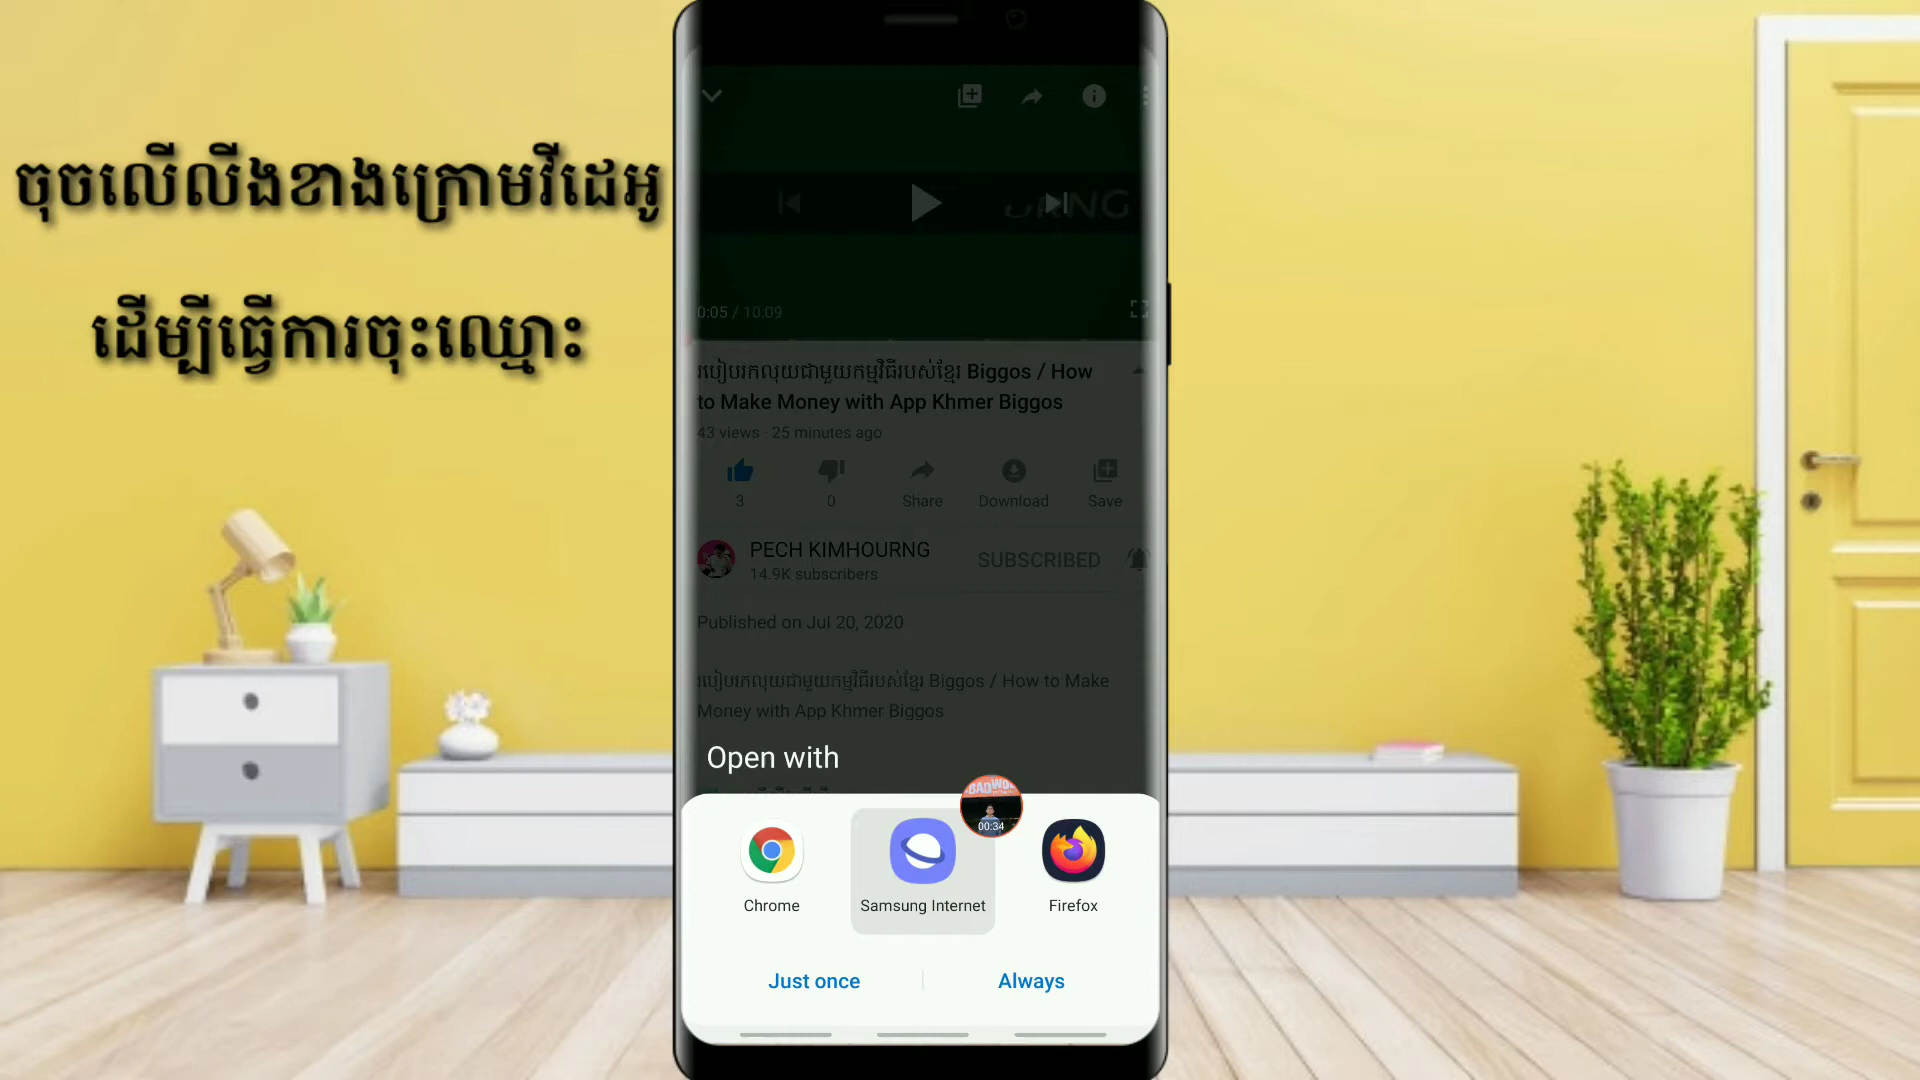 ចុចលើលីងខាងក្រោមវីដេអូ
ដើម្បីធ្វើការចុះឈ្មោះ
0:05 / 10:09
របៀបរកលុយជាមួយកម្មវិធីរបស់ខ្មែរ Biggos / How
to Make Money with App Khmer Biggos
43 views · 25 minutes ago
3
0
Share
Download
Save
PECH KIMHOURNG
14.9K subscribers
SUBSCRIBED
Published on Jul 20, 2020
របៀបរកលុយជាមួយកម្មវិធីរបស់ខ្មែរ Biggos / How to Make
Money with App Khmer Biggos
Open with
00:34
Chrome
Samsung Internet
Firefox
Just once
Always